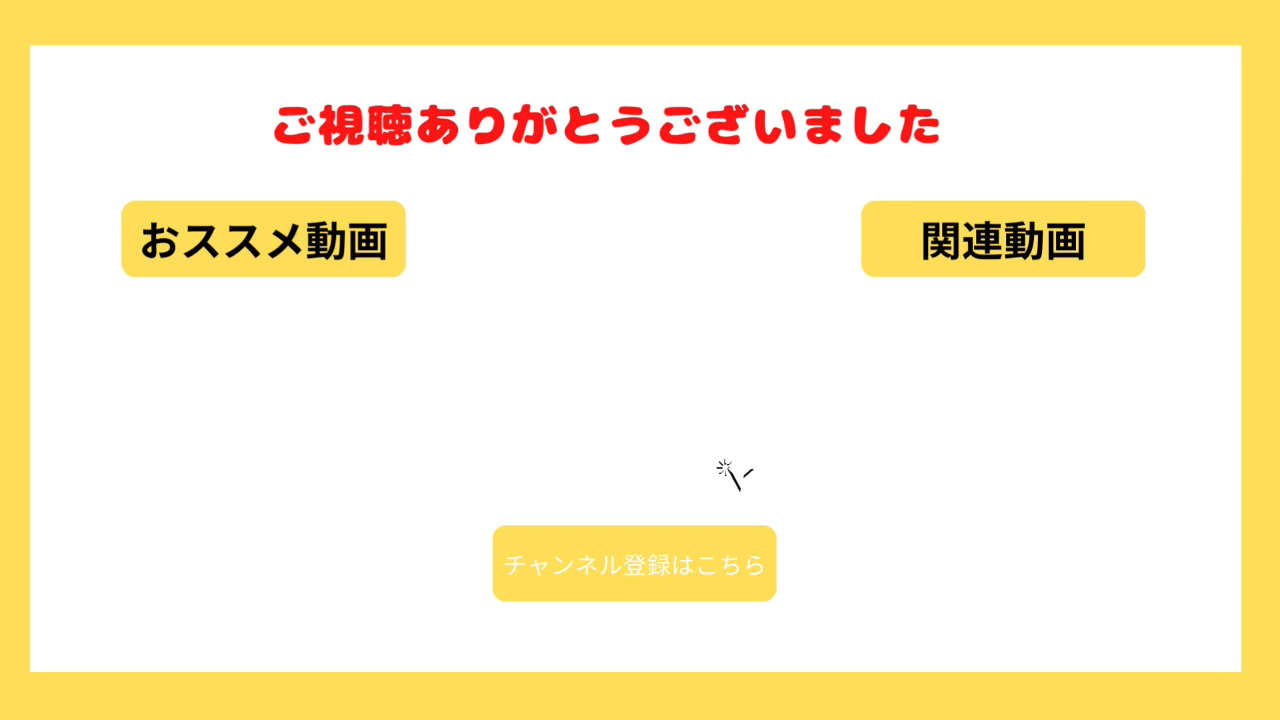 ご視聴ありがとうございました
おススメ動画
関連動画
チャンネル登録はこちら